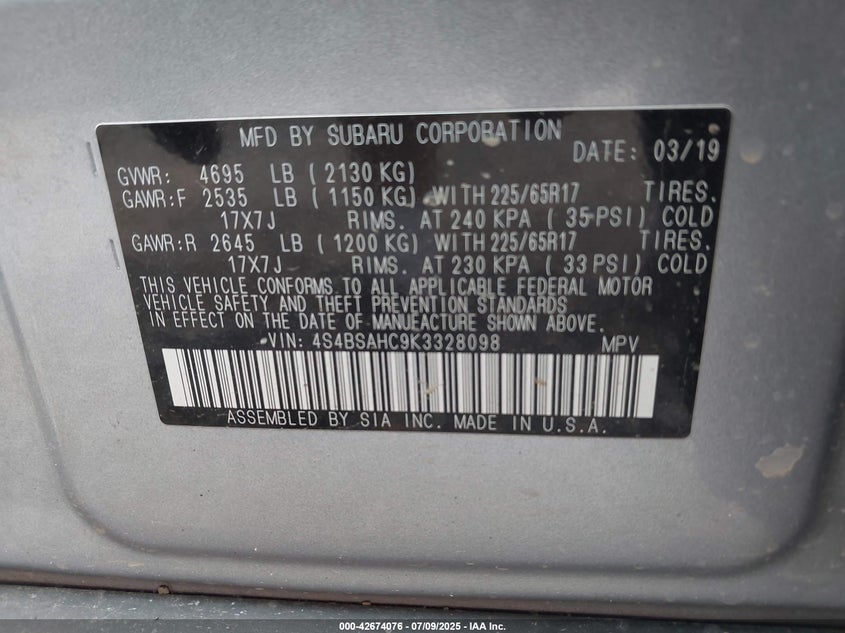 MFD BY SUBARU CORPORATION
DATE: 03/19
GVWR: 4695 LB (2130 KG)
GAWR:F 2535 LB (1150 KG) WITH 225/65R17 TIRES.
17X7J RIMS. AT 240 KPA (35 PSI) COLD
GAWR:R 2645 LB (1200 KG) WITH 225/65R17 TIRES.
17X7J RIMS. AT 230 KPA (33 PSI) COLD
THIS VEHICLE CONFORMS TO ALL APPLICABLE FEDERAL MOTOR
VEHICLE SAFETY AND THEFT PREVENTION STANDARDS
IN EFFECT ON THE DATE OF MANUFACTURE SHOWN ABOVE.
VIN: 4S4BSAHC9K3328098 MPV
ASSEMBLED BY SIA INC. MADE IN U.S.A.
000-42674076 - 07/09/2025 - IAA Inc.